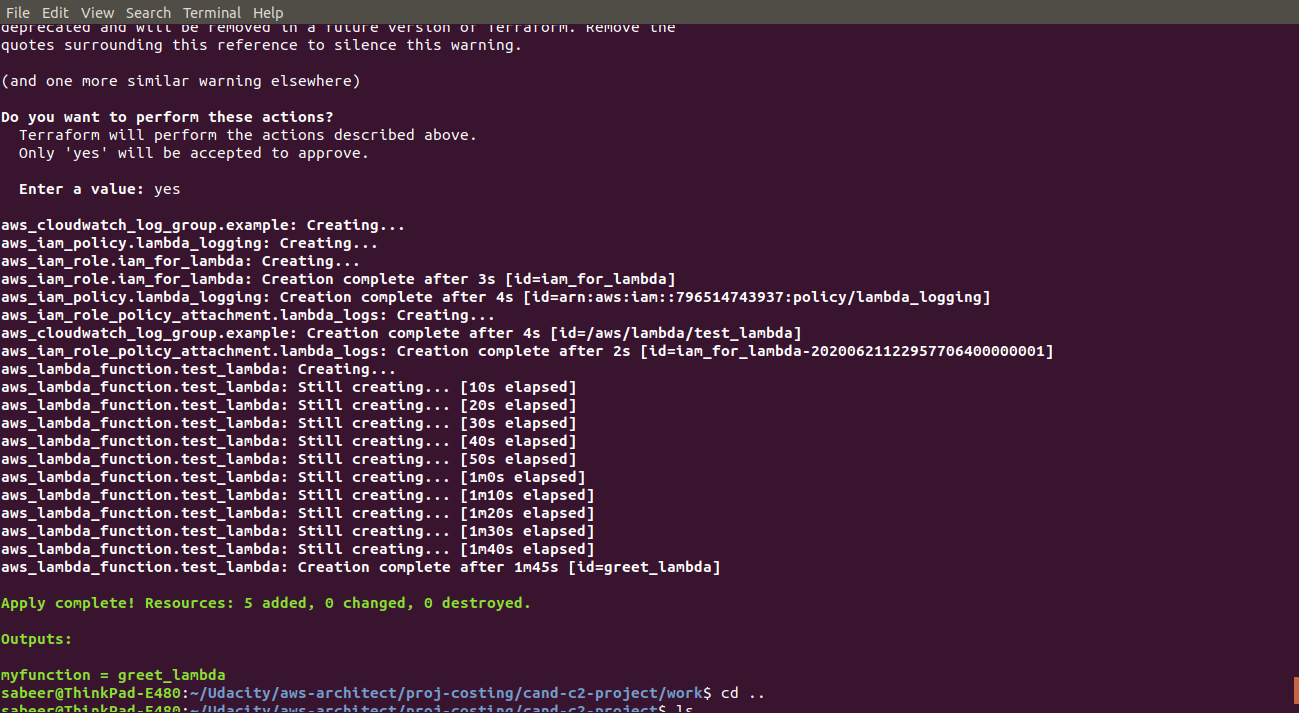 File Edit View Search Terminal Help
deprecated and will be removed in a future version of Terraform. Remove the
quotes surrounding this reference to silence this warning.
(and one more similar warning elsewhere)
Do you want to perform these actions?
  Terraform will perform the actions described above.
  Only 'yes' will be accepted to approve.
  Enter a value: yes
aws_cloudwatch_log_group.example: Creating...
aws_iam_policy.lambda_logging: Creating...
aws_iam_role.iam_for_lambda: Creating...
aws_iam_role.iam_for_lambda: Creation complete after 3s [id=iam_for_lambda]
aws_iam_policy.lambda_logging: Creation complete after 4s [id=arn:aws:iam::796514743937:policy/lambda_logging]
aws_iam_role_policy_attachment.lambda_logs: Creating...
aws_cloudwatch_log_group.example: Creation complete after 4s [id=/aws/lambda/test_lambda]
aws_iam_role_policy_attachment.lambda_logs: Creation complete after 2s [id=iam_for_lambda-20200621122957706400000001]
aws_lambda_function.test_lambda: Creating...
aws_lambda_function.test_lambda: Still creating... [10s elapsed]
aws_lambda_function.test_lambda: Still creating... [20s elapsed]
aws_lambda_function.test_lambda: Still creating... [30s elapsed]
aws_lambda_function.test_lambda: Still creating... [40s elapsed]
aws_lambda_function.test_lambda: Still creating... [50s elapsed]
aws_lambda_function.test_lambda: Still creating... [1m0s elapsed]
aws_lambda_function.test_lambda: Still creating... [1m10s elapsed]
aws_lambda_function.test_lambda: Still creating... [1m20s elapsed]
aws_lambda_function.test_lambda: Still creating... [1m30s elapsed]
aws_lambda_function.test_lambda: Still creating... [1m40s elapsed]
aws_lambda_function.test_lambda: Creation complete after 1m45s [id=greet_lambda]
Apply complete! Resources: 5 added, 0 changed, 0 destroyed.
Outputs:
myfunction = greet_lambda
sabeer@ThinkPad-E480:~/Udacity/aws-architect/proj-costing/cand-c2-project/work$ cd ..
sabeer@ThinkPad-E480:~/Udacity/aws-architect/proj-costing/cand-c2-project$ ls